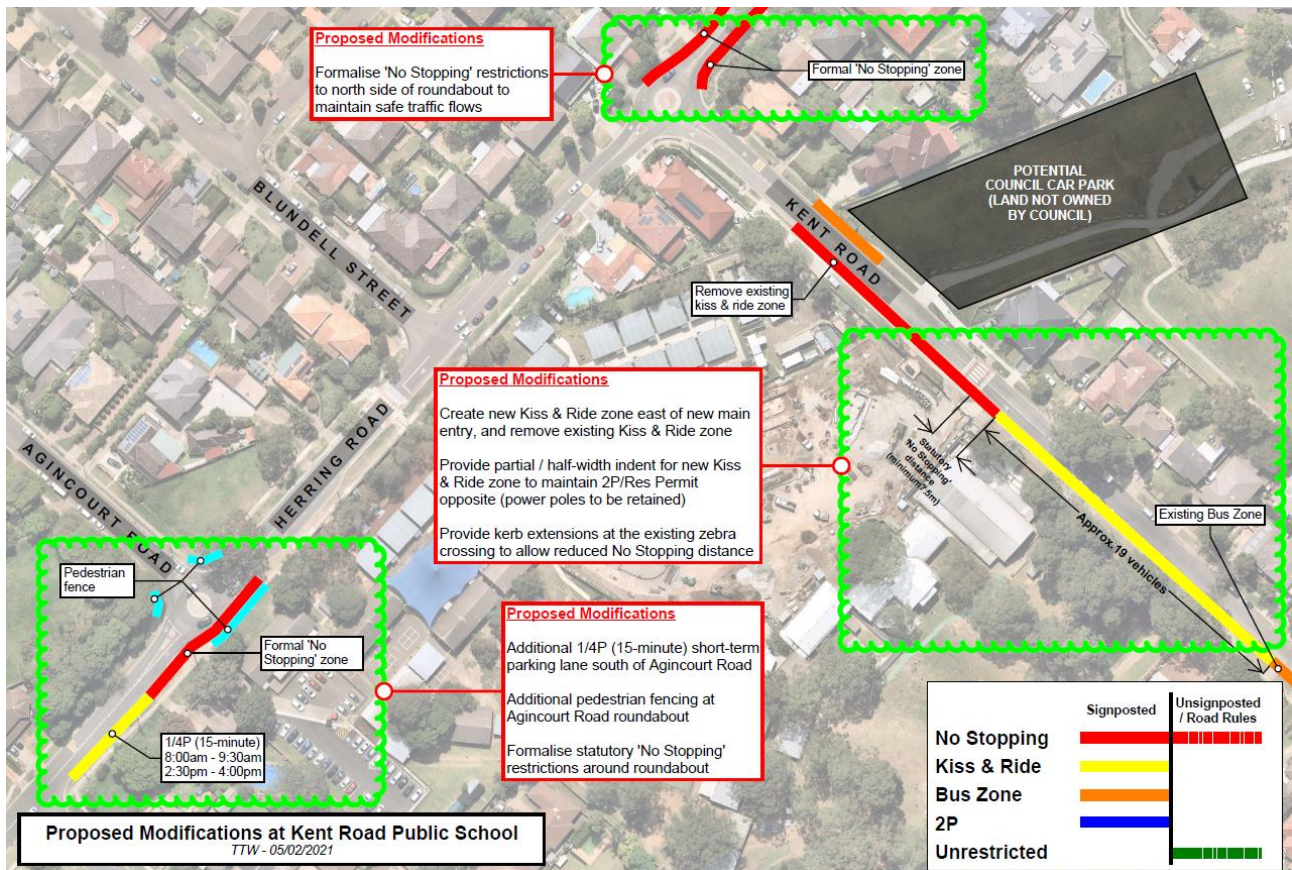 Proposed Modifications
Formalise 'No Stopping' restrictions
to north side of roundabout to
maintain safe traffic flows
Formal 'No Stopping' zone
POTENTIAL
COUNCIL CAR PARK
(LAND NOT OWNED
BY COUNCIL)
BLUNDELL STREET
KENT ROAD
Remove existing
kiss & ride zone
Proposed Modifications
Create new Kiss & Ride zone east of new main
entry, and remove existing Kiss & Ride zone
Provide partial / half-width indent for new Kiss
& Ride zone to maintain 2P/Res Permit
opposite (power poles to be retained)
Provide kerb extensions at the existing zebra
crossing to allow reduced No Stopping distance
Statutory
'No Stopping'
distance
(minimum7.5m)
Approx.19 vehicles
Existing Bus Zone
AGINCOURT ROAD
HERRING ROAD
Pedestrian
fence
Formal 'No
Stopping' zone
1/4P (15-minute)
8:00am - 9:30am
2:30pm - 4:00pm
Proposed Modifications
Additional 1/4P (15-minute) short-term
parking lane south of Agincourt Road
Additional pedestrian fencing at
Agincourt Road roundabout
Formalise statutory 'No Stopping'
restrictions around roundabout
Signposted
Unsignposted
/ Road Rules
No Stopping
Kiss & Ride
Bus Zone
2P
Unrestricted
Proposed Modifications at Kent Road Public School
TTW - 05/02/2021